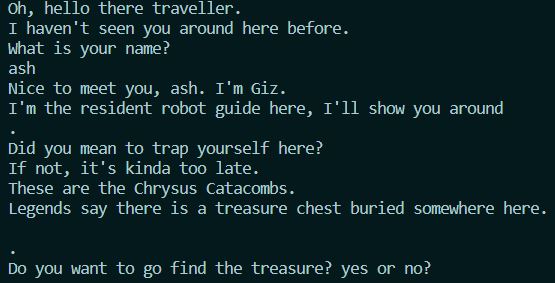 Oh, hello there traveller.
I haven't seen you around here before.
What is your name?
ash
Nice to meet you, ash. I'm Giz.
I'm the resident robot guide here, I'll show you around
.
Did you mean to trap yourself here?
If not, it's kinda too late.
These are the Chrysus Catacombs.
Legends say there is a treasure chest buried somewhere here.
.
Do you want to go find the treasure? yes or no?